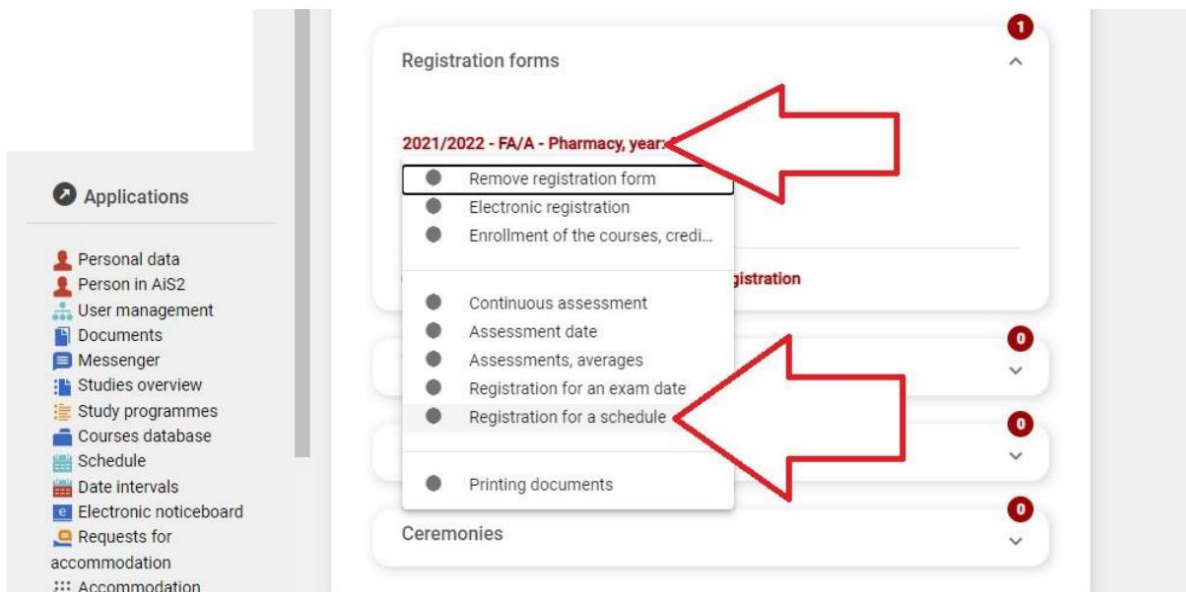 Applications
Personal data
Person in AiS2
User management
Documents
Messenger
Studies overview
Study programmes
Courses database
Schedule
Date intervals
Electronic noticeboard
Requests for
accommodation
Accommodation
1
Registration forms
2021/2022 - FA/A - Pharmacy, year:
Remove registration form
Electronic registration
Enrollment of the courses, credi...
gistration
Continuous assessment
Assessment date
Assessments, averages
Registration for an exam date
Registration for a schedule
Printing documents
0
0
0
Ceremonies